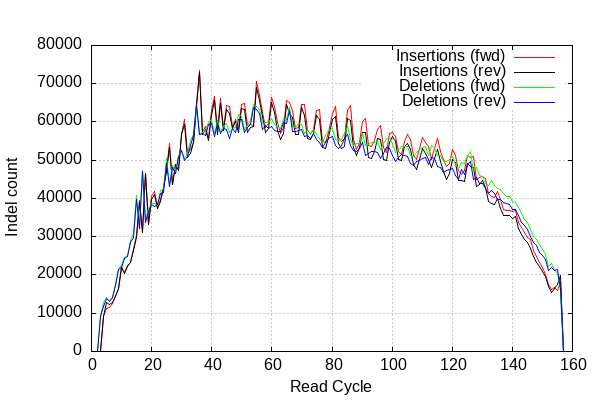 80000
70000
60000
50000
40000
30000
20000
10000
0
Indel count
Insertions (fwd)
Insertions (rev)
Deletions (fwd)
Deletions (rev)
0 20 40 60 80 100 120 140 160
Read Cycle